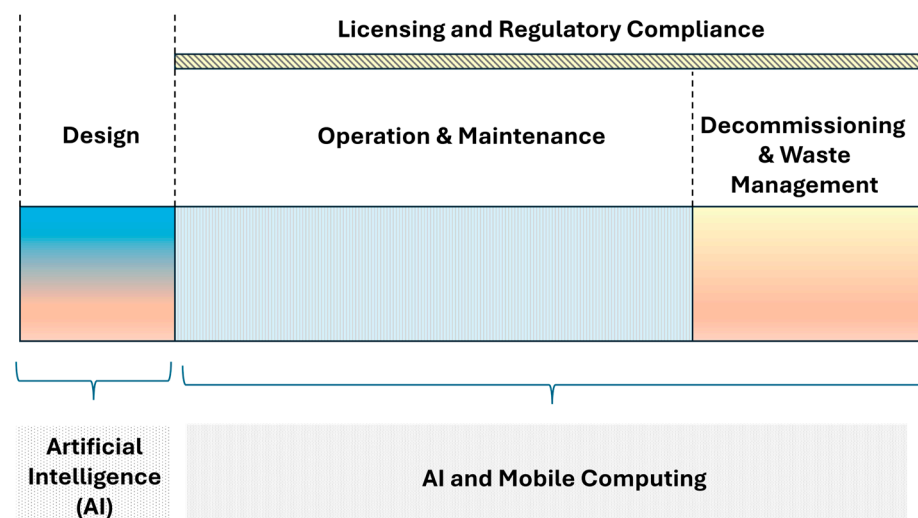 Licensing and Regulatory Compliance
Design
Operation & Maintenance
Decommissioning
& Waste
Management
Artificial
Intelligence
(AI)
AI and Mobile Computing